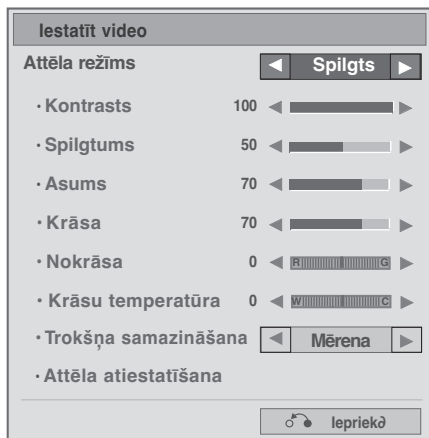 Iestatīt video
Attēla režīms ◄ Spilgts ►
· Kontrasts 100
· Spilgtums 50
· Asums 70
· Krāsa 70
· Nokrāsa 0 R G
· Krāsu temperatūra 0 W C
· Trokšņa samazināšana ◄ Mērena ►
· Attēla atiestatīšana
Iepriek∂